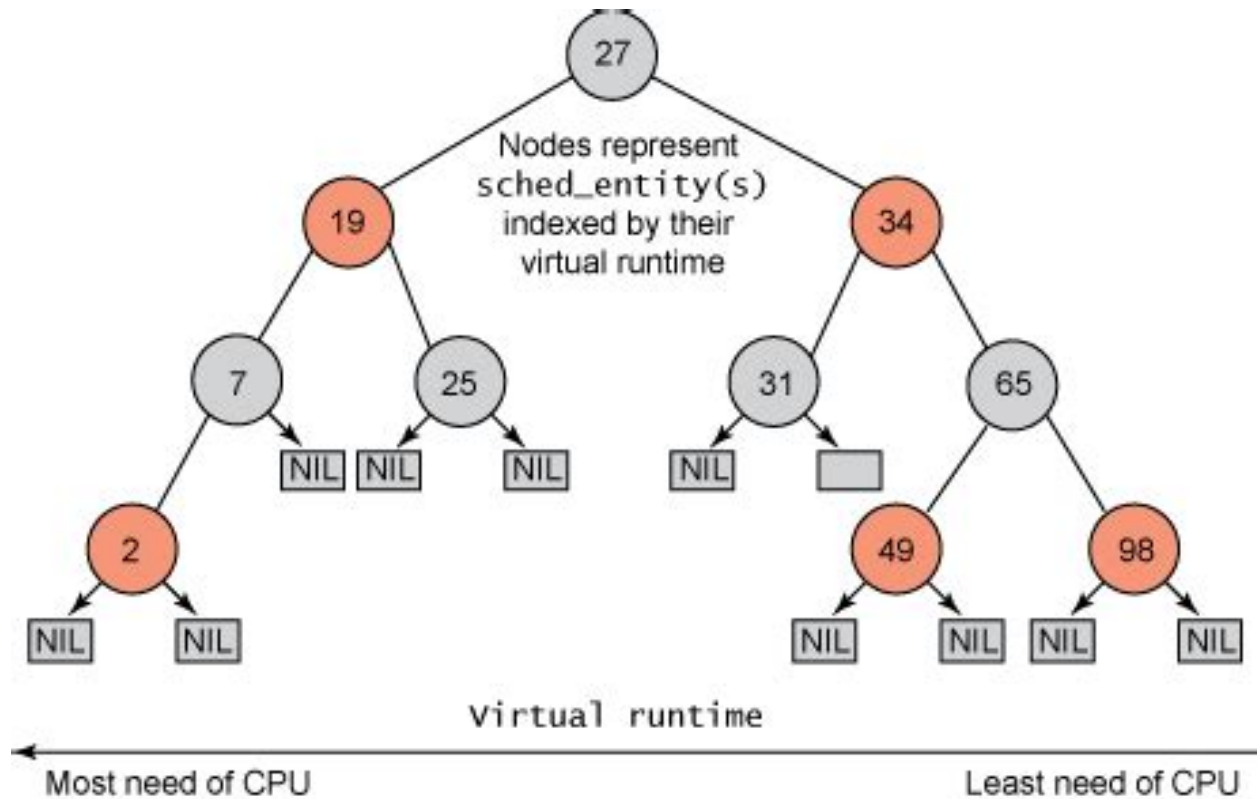 27
Nodes represent
sched_entity(s)
indexed by their
virtual runtime
19
34
7
25
31
65
NIL
NIL
NIL
NIL
2
49
98
NIL
NIL
NIL
NIL
NIL
NIL
Virtual runtime
Most need of CPU
Least need of CPU